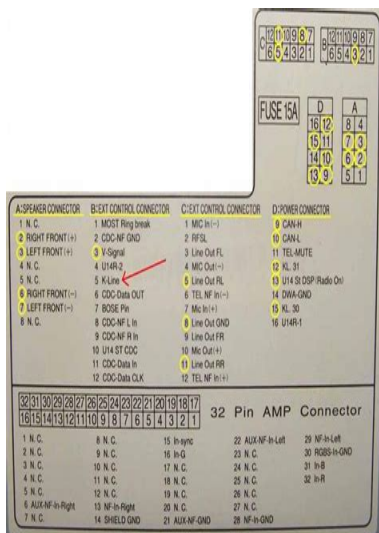 C 12 11 10 9 8 7
6 5 4 3 2 1
B 12 11 10 9 8 7
6 5 4 3 2 1
FUSE 15A
D
16 12
15 11
14 10
13 9
A
8 4
7 3
6 2
5 1
A:SPEAKER CONNECTOR
1 N. C.
2 RIGHT FRONT(+)
3 LEFT FRONT(+)
4 N. C.
5 N. C.
6 RIGHT FRONT(-)
7 LEFT FRONT(-)
8 N. C.
B:EXT CONTROL CONNECTOR
1 MOST Ring break
2 CDC-NF GND
3 V-Signal
4 U14R-2
5 K-Line
6 CDC-Data OUT
7 BOSE Pin
8 CDC-NF L In
9 CDC-NF R In
10 U14 ST CDC
11 CDC-Data In
12 CDC-Data CLK
C:EXT CONTROL CONNECTOR
1 MIC In(-)
2 RFSL
3 Line Out FL
4 MIC Out(-)
5 Line Out RL
6 TEL NF In(-)
7 Mic In(+)
8 Line Out GND
9 Line Out FR
10 Mic Out(+)
11 Line Out RR
12 TEL NF In(+)
D:POWER CONNECTOR
9 CAN-H
10 CAN-L
11 TEL-MUTE
12 KL. 31
13 U14 St DSP(Radio On)
14 DWA-GND
15 KL. 30
16 U14R-1
32 31 30 29 28 27 26 25 24 23 22 21 20 19 18 17
16 15 14 13 12 11 10 9 8 7 6 5 4 3 2 1
32 Pin AMP Connector
1 N. C.
2 N. C.
3 N. C.
4 N. C.
5 N. C.
6 AUX-NF-In-Right
7 N. C.
8 N. C.
9 N. C.
10 N. C.
11 N. C.
12 N. C.
13 NF-In-Right
14 SHIELD GND
15 In-sync
16 In-G
17 N. C.
18 N. C.
19 N. C.
20 N. C.
21 AUX-NF-GND
22 AUX-NF-In-Left
23 N. C.
24 N. C.
25 N. C.
26 N. C.
27 N. C.
28 NF-In-GND
29 NF-In-Left
30 RGBS-In-GND
31 In-B
32 In-R